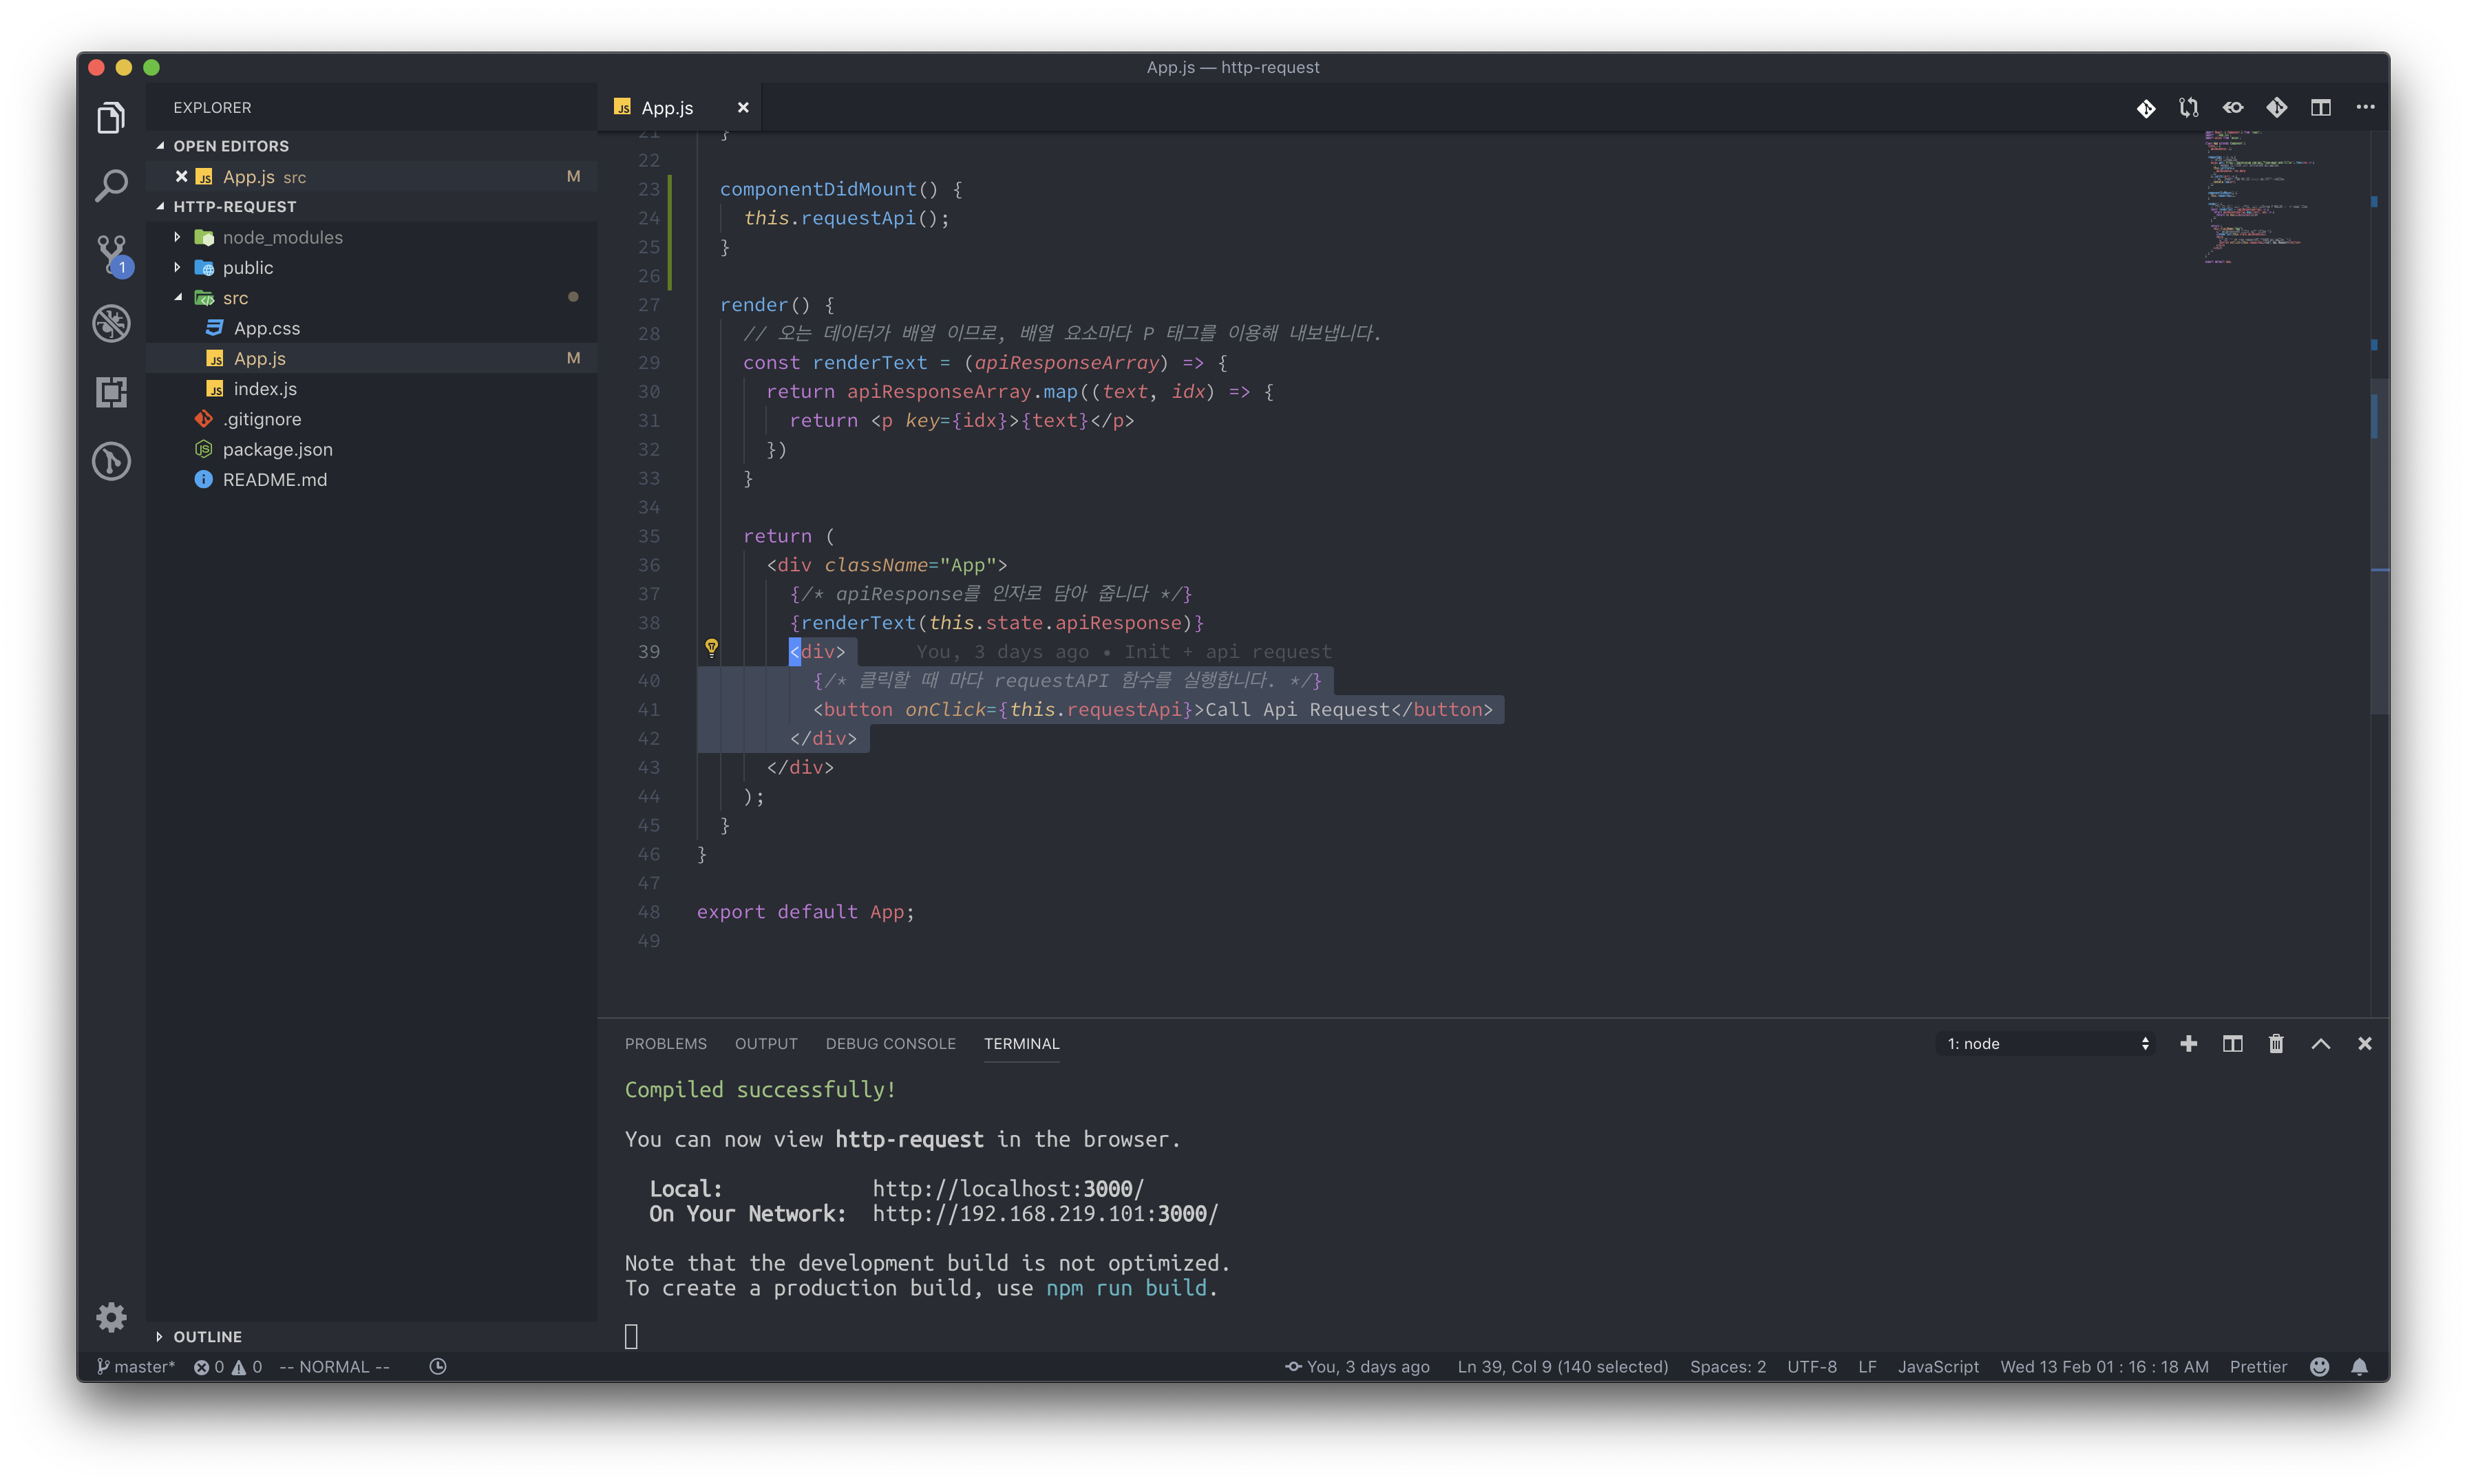 App.js — http-request
EXPLORER
OPEN EDITORS
App.js src M
HTTP-REQUEST
node_modules
public
src
App.css
App.js M
index.js
.gitignore
package.json
README.md
OUTLINE
1
App.js
21 }
22
23 componentDidMount() {
24 this.requestApi();
25 }
26
27 render() {
28 // 오는 데이터가 배열 이므로, 배열 요소마다 P 태그를 이용해 내보냅니다.
29 const renderText = (apiResponseArray) => {
30 return apiResponseArray.map((text, idx) => {
31 return <p key={idx}>{text}</p>
32 })
33 }
34
35 return (
36 <div className="App">
37 {/* apiResponse를 인자로 담아 줍니다 */}
38 {renderText(this.state.apiResponse)}
39 <div> You, 3 days ago • Init + api request
40 {/* 클릭할 때 마다 requestAPI 함수를 실행합니다. */}
41 <button onClick={this.requestApi}>Call Api Request</button>
42 </div>
43 </div>
44 );
45 }
46 }
47
48 export default App;
49
PROBLEMS OUTPUT DEBUG CONSOLE TERMINAL 1: node
Compiled successfully!
You can now view http-request in the browser.
Local: http://localhost:3000/
On Your Network: http://192.168.219.101:3000/
Note that the development build is not optimized.
To create a production build, use npm run build.
master* 0 0 -- NORMAL -- You, 3 days ago Ln 39, Col 9 (140 selected) Spaces: 2 UTF-8 LF JavaScript Wed 13 Feb 01 : 16 : 18 AM Prettier